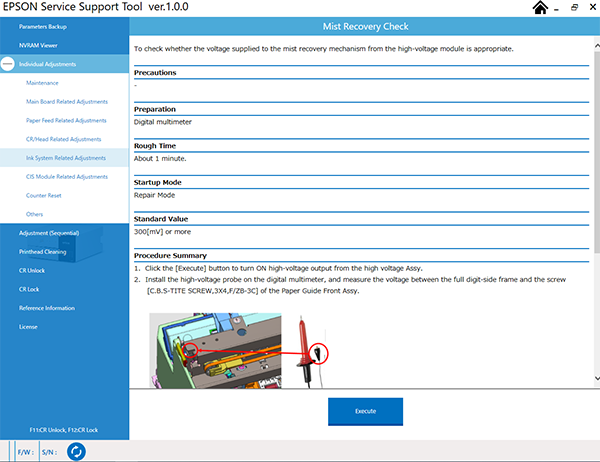 EPSON Service Support Tool ver.1.0.0
Parameters Backup
NVRAM Viewer
Individual Adjustments
Maintenance
Main Board Related Adjustments
Paper Feed Related Adjustments
CR/Head Related Adjustments
Ink System Related Adjustments
CIS Module Related Adjustments
Counter Reset
Others
Adjustment (Sequential)
Printhead Cleaning
CR Unlock
CR Lock
Reference Information
License
F11:CR Unlock, F12:CR Lock
Mist Recovery Check
To check whether the voltage supplied to the mist recovery mechanism from the high-voltage module is appropriate.
Precautions
-
Preparation
Digital multimeter
Rough Time
About 1 minute.
Startup Mode
Repair Mode
Standard Value
300[mV] or more
Procedure Summary
1. Click the [Execute] button to turn ON high-voltage output from the high voltage Assy.
2. Install the high-voltage probe on the digital multimeter, and measure the voltage between the full digit-side frame and the screw
[C.B.S-TITE SCREW,3X4,F/ZB-3C] of the Paper Guide Front Assy.
Execute
F/W : S/N :